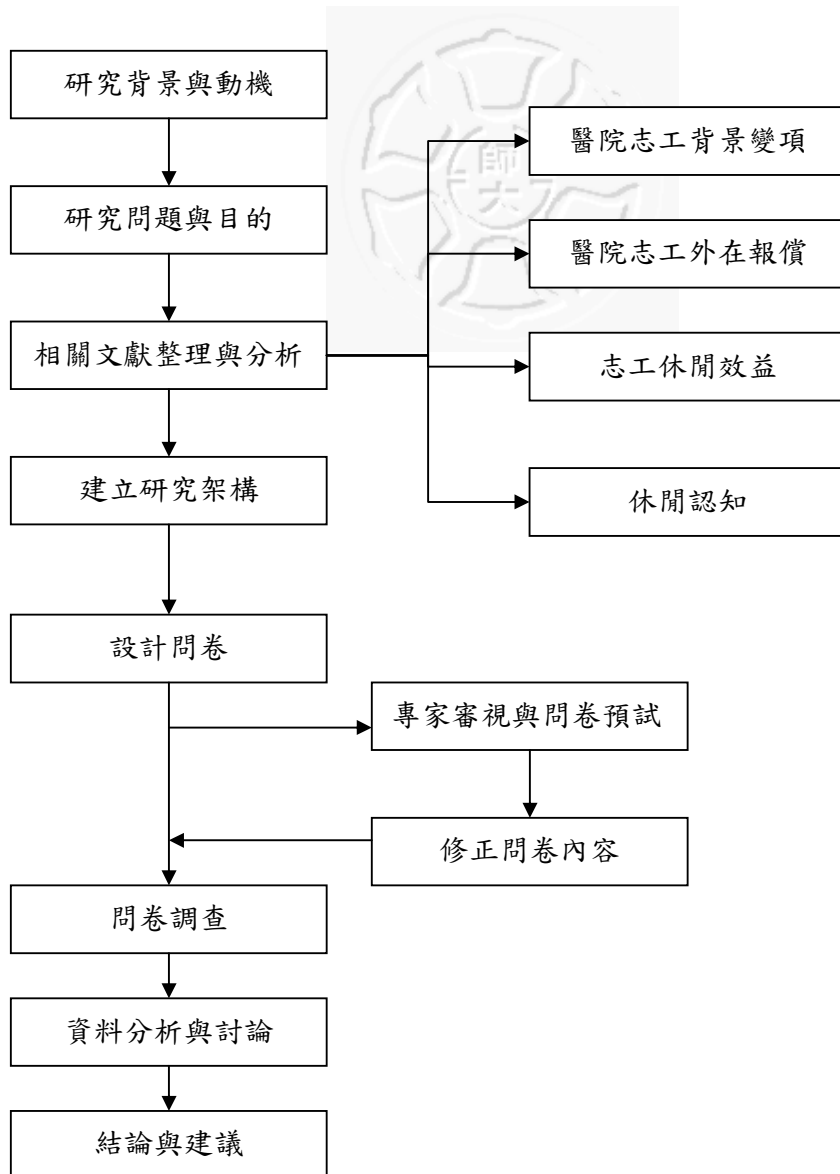 研究背景與動機
醫院志工背景變項
研究問題與目的
醫院志工外在報償
相關文獻整理與分析
志工休閒效益
建立研究架構
休閒認知
設計問卷
專家審視與問卷預試
修正問卷內容
問卷調查
資料分析與討論
結論與建議
師大